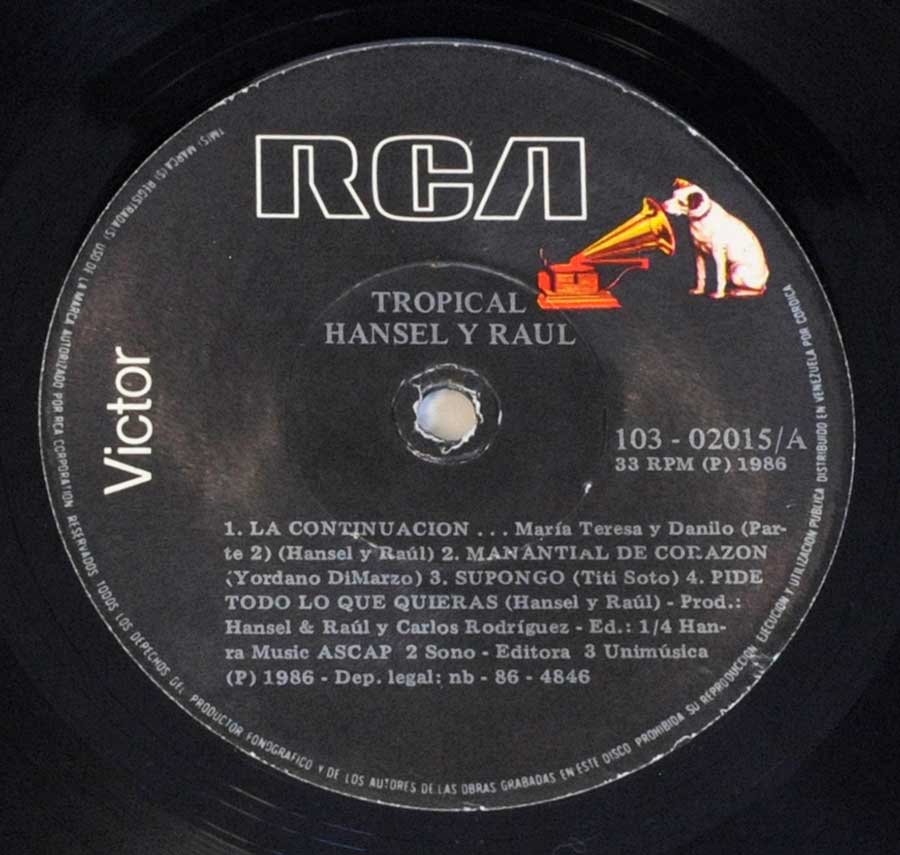 RCA
Victor
TROPICAL
HANSEL Y RAUL
103 - 02015/A
33 RPM (P) 1986
1. LA CONTINUACION . . . María Teresa y Danilo (Par-
te 2) (Hansel y Raúl) 2. MANANTIAL DE CORAZON
(Yordano DiMarzo) 3. SUPONGO (Titi Soto) 4. PIDE
TODO LO QUE QUIERAS (Hansel y Raúl) - Prod.:
Hansel & Raúl y Carlos Rodríguez - Ed.: 1/4 Han-
ra Music ASCAP 2 Sono - Editora 3 Unimúsica
(P) 1986 - Dep. legal: nb - 86 - 4846
TM(S) MARCA(S) REGISTRADA(S) USO DE LA MARCA AUTORIZADO POR RCA CORPORATION RESERVADOS TODOS LOS DERECHOS DEL PRODUCTOR FONOGRAFICO Y DE LOS AUTORES DE LAS OBRAS GRABADAS EN ESTE DISCO PROHIBIDA SU REPRODUCCION EJECUCION Y UTILIZACION PUBLICA DISTRIBUIDO EN VENEZUELA POR CORDICA